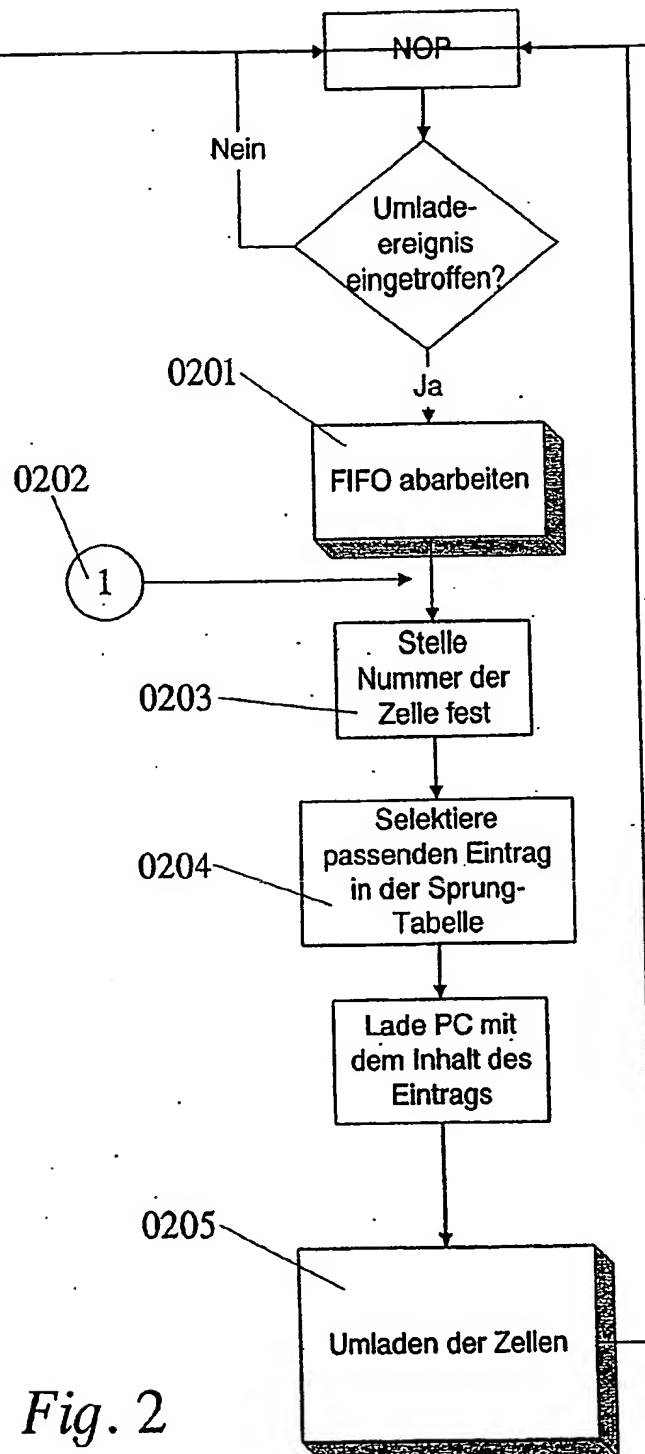 NOP
Nein
Umlade-
ereignis
eingetroffen?
Ja
0201
FIFO abarbeiten
0202
1
Stelle
Nummer der
Zelle fest
0203
Selektiere
passenden Eintrag
in der Sprung-
Tabelle
0204
Lade PC mit
dem Inhalt des
Eintrags
0205
Umladen der Zellen
Fig. 2